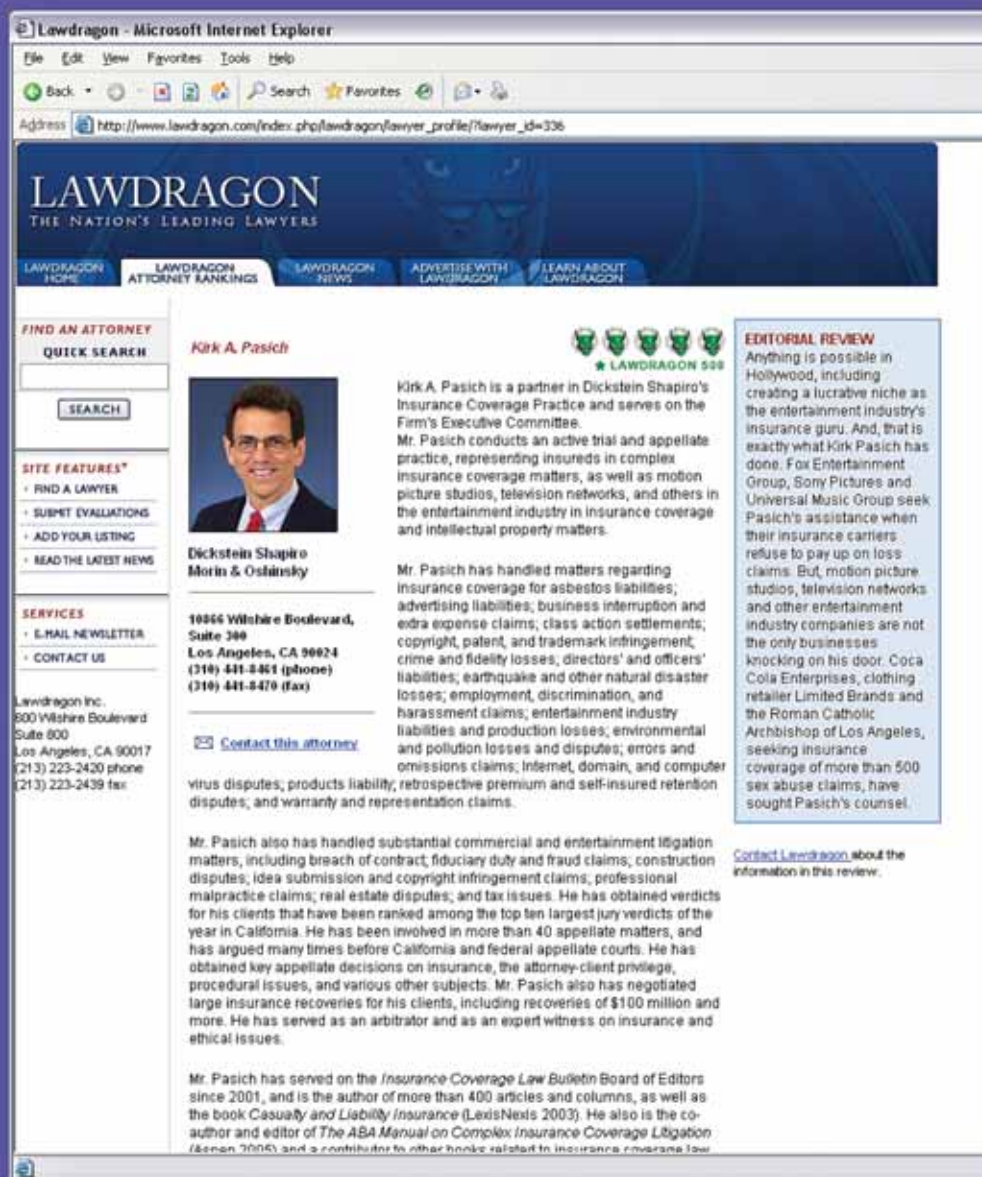 Lawdragon - Microsoft Internet Explorer
File Edit View Favorites Tools Help
Back Search Favorites
Address http://www.lawdragon.com/index.php/lawdragon/lawyer_profile/?lawyer_id=336
LAWDRAGON
THE NATION'S LEADING LAWYERS
LAWDRAGON HOME
LAWDRAGON ATTORNEY RANKINGS
LAWDRAGON NEWS
ADVERTISE WITH LAWDRAGON
LEARN ABOUT LAWDRAGON
FIND AN ATTORNEY
QUICK SEARCH
SEARCH
SITE FEATURES
FIND A LAWYER
SUBMIT EVALUATIONS
ADD YOUR LISTING
READ THE LATEST NEWS
SERVICES
E-MAIL NEWSLETTER
CONTACT US
Lawdragon Inc.
600 Wilshire Boulevard
Suite 800
Los Angeles, CA 90017
(213) 223-2420 phone
(213) 223-2439 fax
Kirk A. Pasich
LAWDRAGON 500
Dickstein Shapiro
Morin & Oshinsky
10866 Wilshire Boulevard,
Suite 300
Los Angeles, CA 90024
(310) 441-8461 (phone)
(310) 441-8470 (fax)
Contact this attorney
Kirk A. Pasich is a partner in Dickstein Shapiro's
Insurance Coverage Practice and serves on the
Firm's Executive Committee.
Mr. Pasich conducts an active trial and appellate
practice, representing insureds in complex
insurance coverage matters, as well as motion
picture studios, television networks, and others in
the entertainment industry in insurance coverage
and intellectual property matters.
Mr. Pasich has handled matters regarding
insurance coverage for asbestos liabilities;
advertising liabilities; business interruption and
extra expense claims; class action settlements;
copyright, patent, and trademark infringement;
crime and fidelity losses; directors' and officers'
liabilities; earthquake and other natural disaster
losses; employment, discrimination, and
harassment claims; entertainment industry
liabilities and production losses; environmental
and pollution losses and disputes; errors and
omissions claims; Internet, domain, and computer
virus disputes; products liability; retrospective premium and self-insured retention
disputes; and warranty and representation claims.
Mr. Pasich also has handled substantial commercial and entertainment litigation
matters, including breach of contract, fiduciary duty and fraud claims; construction
disputes; idea submission and copyright infringement claims; professional
malpractice claims; real estate disputes; and tax issues. He has obtained verdicts
for his clients that have been ranked among the top ten largest jury verdicts of the
year in California. He has been involved in more than 40 appellate matters, and
has argued many times before California and federal appellate courts. He has
obtained key appellate decisions on insurance, the attorney-client privilege,
procedural issues, and various other subjects. Mr. Pasich also has negotiated
large insurance recoveries for his clients, including recoveries of $100 million and
more. He has served as an arbitrator and as an expert witness on insurance and
ethical issues.
Mr. Pasich has served on the Insurance Coverage Law Bulletin Board of Editors
since 2001, and is the author of more than 400 articles and columns, as well as
the book Casualty and Liability Insurance (LexisNexis 2003). He also is the co-
author and editor of The ABA Manual on Complex Insurance Coverage Litigation
(Aspen 2005) and a contributor to other books related to insurance coverage law
EDITORIAL REVIEW
Anything is possible in
Hollywood, including
creating a lucrative niche as
the entertainment industry's
insurance guru. And, that is
exactly what Kirk Pasich has
done. Fox Entertainment
Group, Sony Pictures and
Universal Music Group seek
Pasich's assistance when
their insurance carriers
refuse to pay up on loss
claims. But, motion picture
studios, television networks
and other entertainment
industry companies are not
the only businesses
knocking on his door. Coca
Cola Enterprises, clothing
retailer Limited Brands and
the Roman Catholic
Archbishop of Los Angeles,
seeking insurance
coverage of more than 500
sex abuse claims, have
sought Pasich's counsel.
Contact Lawdragon about the
information in this review.